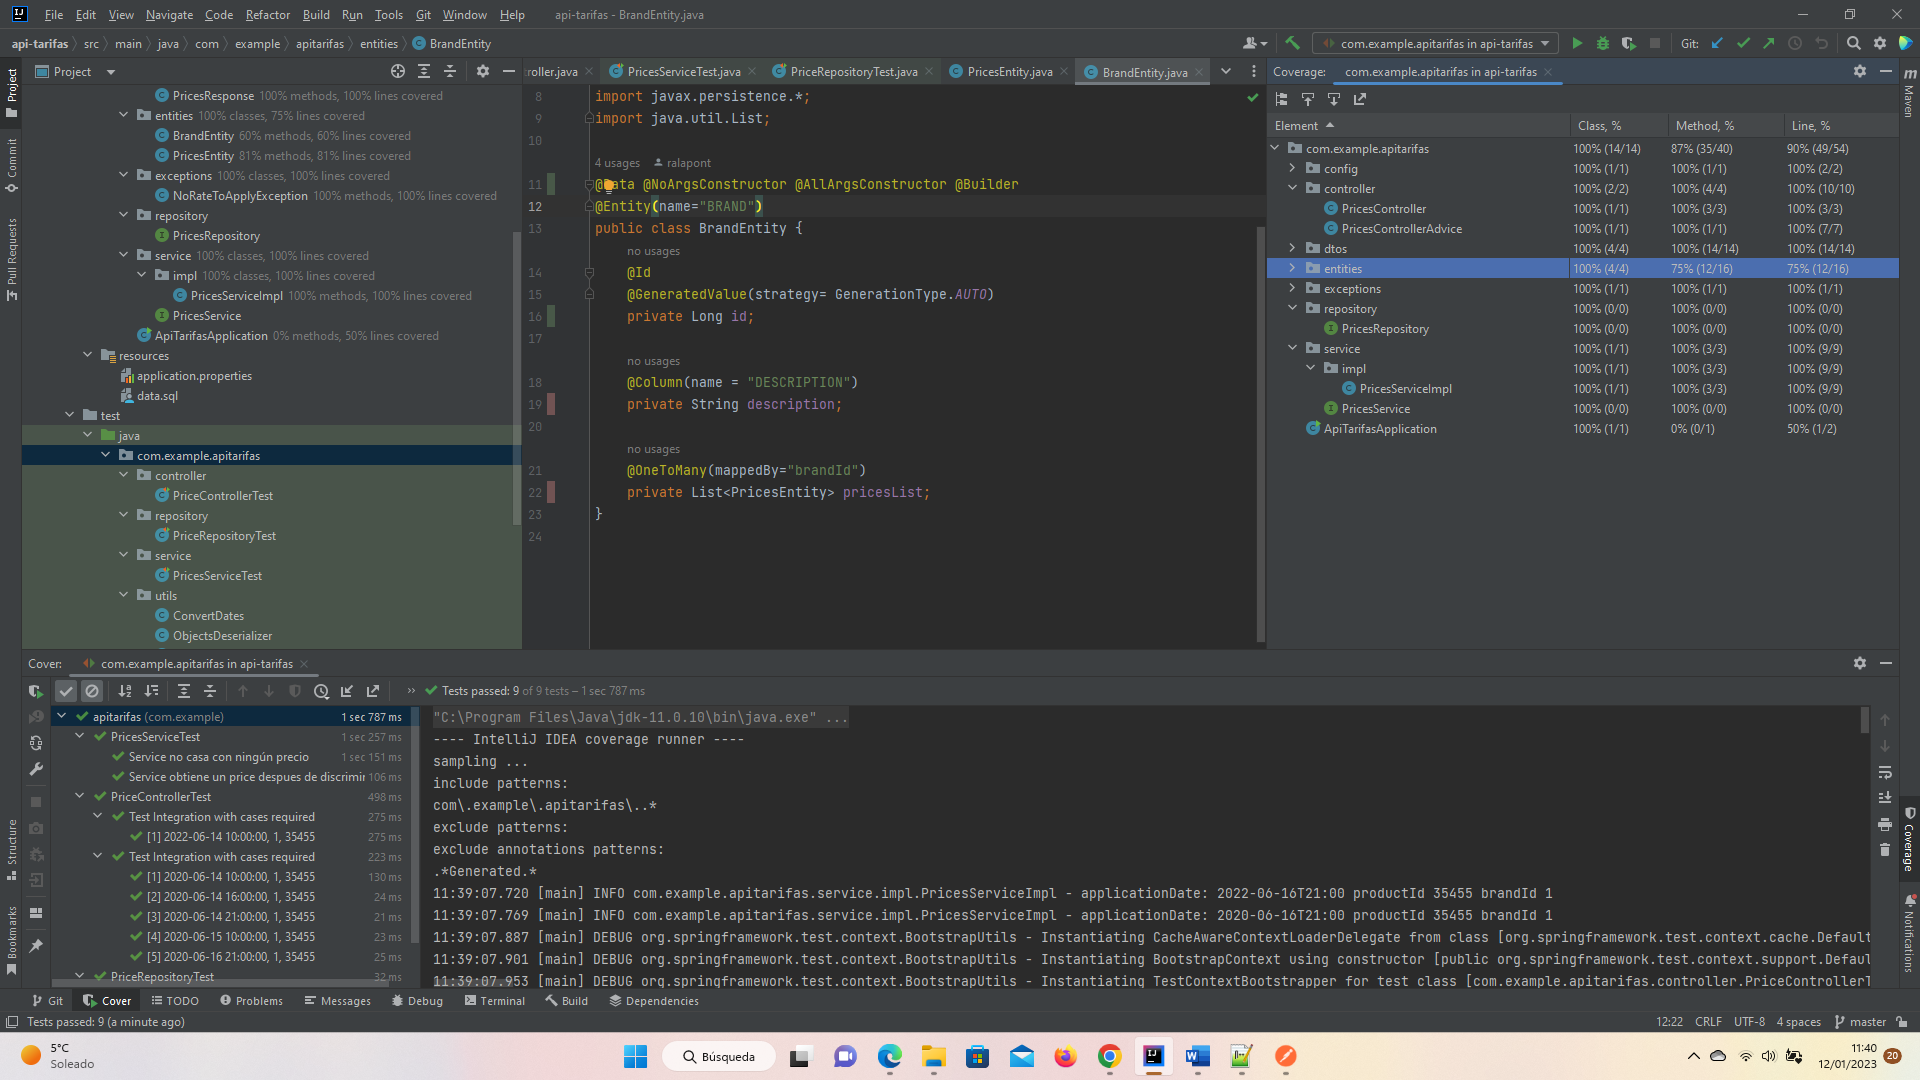 File Edit View Navigate Code Refactor Build Run Tools Git Window Help api-tarifas - BrandEntity.java
api-tarifas src main java com example apitarifas entities BrandEntity
com.example.apitarifas in api-tarifas Git:
Project
PricesResponse 100% methods, 100% lines covered
entities 100% classes, 75% lines covered
BrandEntity 60% methods, 60% lines covered
PricesEntity 81% methods, 81% lines covered
exceptions 100% classes, 100% lines covered
NoRateToApplyException 100% methods, 100% lines covered
repository
PricesRepository
service 100% classes, 100% lines covered
impl 100% classes, 100% lines covered
PricesServiceImpl 100% methods, 100% lines covered
PricesService
ApiTarifasApplication 0% methods, 50% lines covered
resources
application.properties
data.sql
test
java
com.example.apitarifas
controller
PriceControllerTest
repository
PriceRepositoryTest
service
PricesServiceTest
utils
ConvertDates
ObjectsDeserializer
Project
Commit
Pull Requests
Structure
Bookmarks
roller.java PricesServiceTest.java PriceRepositoryTest.java PricesEntity.java BrandEntity.java
8 import javax.persistence.*;
9 import java.util.List;
10
4 usages ralapont
11 @Data @NoArgsConstructor @AllArgsConstructor @Builder
12 @Entity(name="BRAND")
13 public class BrandEntity {
no usages
14 @Id
15 @GeneratedValue(strategy= GenerationType.AUTO)
16 private Long id;
17
no usages
18 @Column(name = "DESCRIPTION")
19 private String description;
20
no usages
21 @OneToMany(mappedBy="brandId")
22 private List<PricesEntity> pricesList;
23 }
24
Coverage: com.example.apitarifas in api-tarifas
Element Class, % Method, % Line, %
com.example.apitarifas 100% (14/14) 87% (35/40) 90% (49/54)
config 100% (1/1) 100% (1/1) 100% (2/2)
controller 100% (2/2) 100% (4/4) 100% (10/10)
PricesController 100% (1/1) 100% (3/3) 100% (3/3)
PricesControllerAdvice 100% (1/1) 100% (1/1) 100% (7/7)
dtos 100% (4/4) 100% (14/14) 100% (14/14)
entities 100% (4/4) 75% (12/16) 75% (12/16)
exceptions 100% (1/1) 100% (1/1) 100% (1/1)
repository 100% (0/0) 100% (0/0) 100% (0/0)
PricesRepository 100% (0/0) 100% (0/0) 100% (0/0)
service 100% (1/1) 100% (3/3) 100% (9/9)
impl 100% (1/1) 100% (3/3) 100% (9/9)
PricesServiceImpl 100% (1/1) 100% (3/3) 100% (9/9)
PricesService 100% (0/0) 100% (0/0) 100% (0/0)
ApiTarifasApplication 100% (1/1) 0% (0/1) 50% (1/2)
Maven
Coverage
Notifications
Cover: com.example.apitarifas in api-tarifas
Tests passed: 9 of 9 tests – 1 sec 787 ms
apitarifas (com.example) 1 sec 787 ms
PricesServiceTest 1 sec 257 ms
Service no casa con ningún precio 1 sec 151 ms
Service obtiene un price despues de discrimir 106 ms
PriceControllerTest 498 ms
Test Integration with cases required 275 ms
[1] 2022-06-14 10:00:00, 1, 35455 275 ms
Test Integration with cases required 223 ms
[1] 2020-06-14 10:00:00, 1, 35455 130 ms
[2] 2020-06-14 16:00:00, 1, 35455 24 ms
[3] 2020-06-14 21:00:00, 1, 35455 21 ms
[4] 2020-06-15 10:00:00, 1, 35455 23 ms
[5] 2020-06-16 21:00:00, 1, 35455 25 ms
PriceRepositoryTest 32 ms
"C:\Program Files\Java\jdk-11.0.10\bin\java.exe" ...
---- IntelliJ IDEA coverage runner ----
sampling ...
include patterns:
com\.example\.apitarifas\..*
exclude patterns:
exclude annotations patterns:
.*Generated.*
11:39:07.720 [main] INFO com.example.apitarifas.service.impl.PricesServiceImpl - applicationDate: 2022-06-16T21:00 productId 35455 brandId 1
11:39:07.769 [main] INFO com.example.apitarifas.service.impl.PricesServiceImpl - applicationDate: 2020-06-16T21:00 productId 35455 brandId 1
11:39:07.887 [main] DEBUG org.springframework.test.context.BootstrapUtils - Instantiating CacheAwareContextLoaderDelegate from class [org.springframework.test.context.cache.Default
11:39:07.901 [main] DEBUG org.springframework.test.context.BootstrapUtils - Instantiating BootstrapContext using constructor [public org.springframework.test.context.support.Defaul
11:39:07.953 [main] DEBUG org.springframework.test.context.BootstrapUtils - Instantiating TestContextBootstrapper for test class [com.example.apitarifas.controller.PriceControllerT
Git Cover TODO Problems Messages Debug Terminal Build Dependencies
Tests passed: 9 (a minute ago) 12:22 CRLF UTF-8 4 spaces master
5°C
Soleado
Búsqueda
11:40
12/01/2023
20